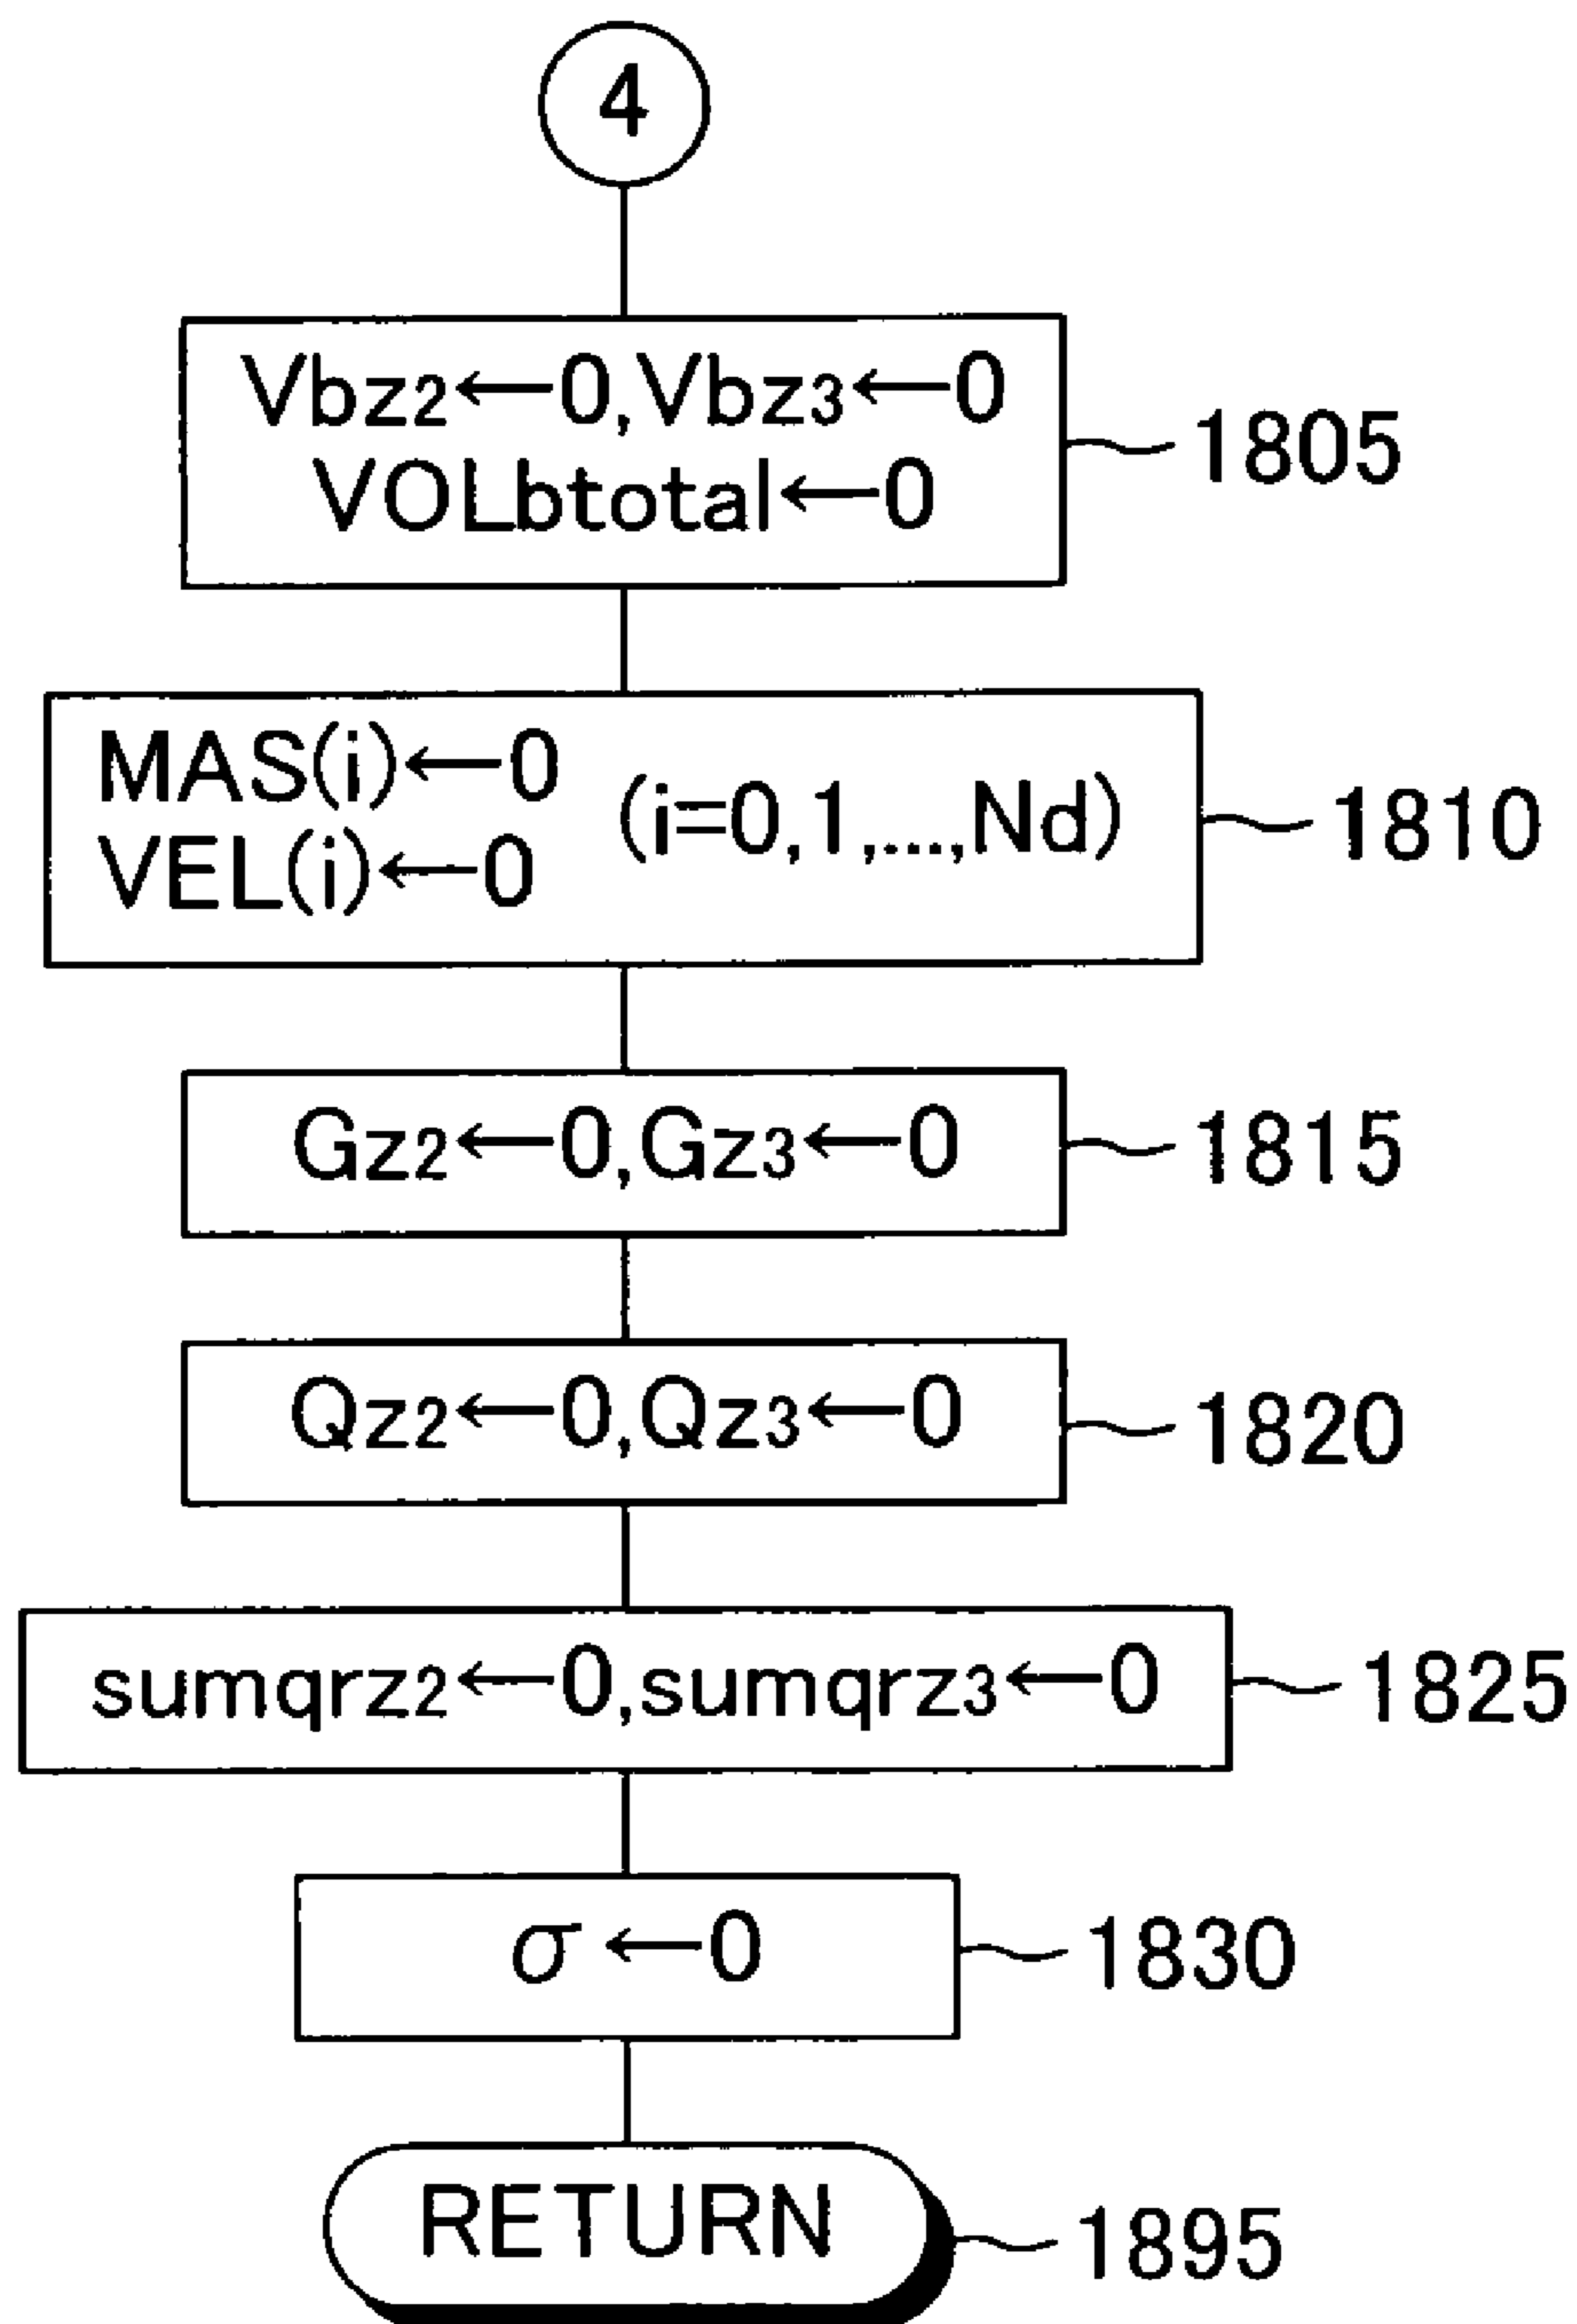 4
Vbz2←0,Vbz3←0
VOLbtotal←0
1805
MAS(i)←0
VEL(i)←0
(i=0,1,...,Nd)
1810
Gz2←0,Gz3←0
1815
Qz2←0,Qz3←0
1820
sumqrz2←0,sumqrz3←0
1825
σ←0
1830
RETURN
1895